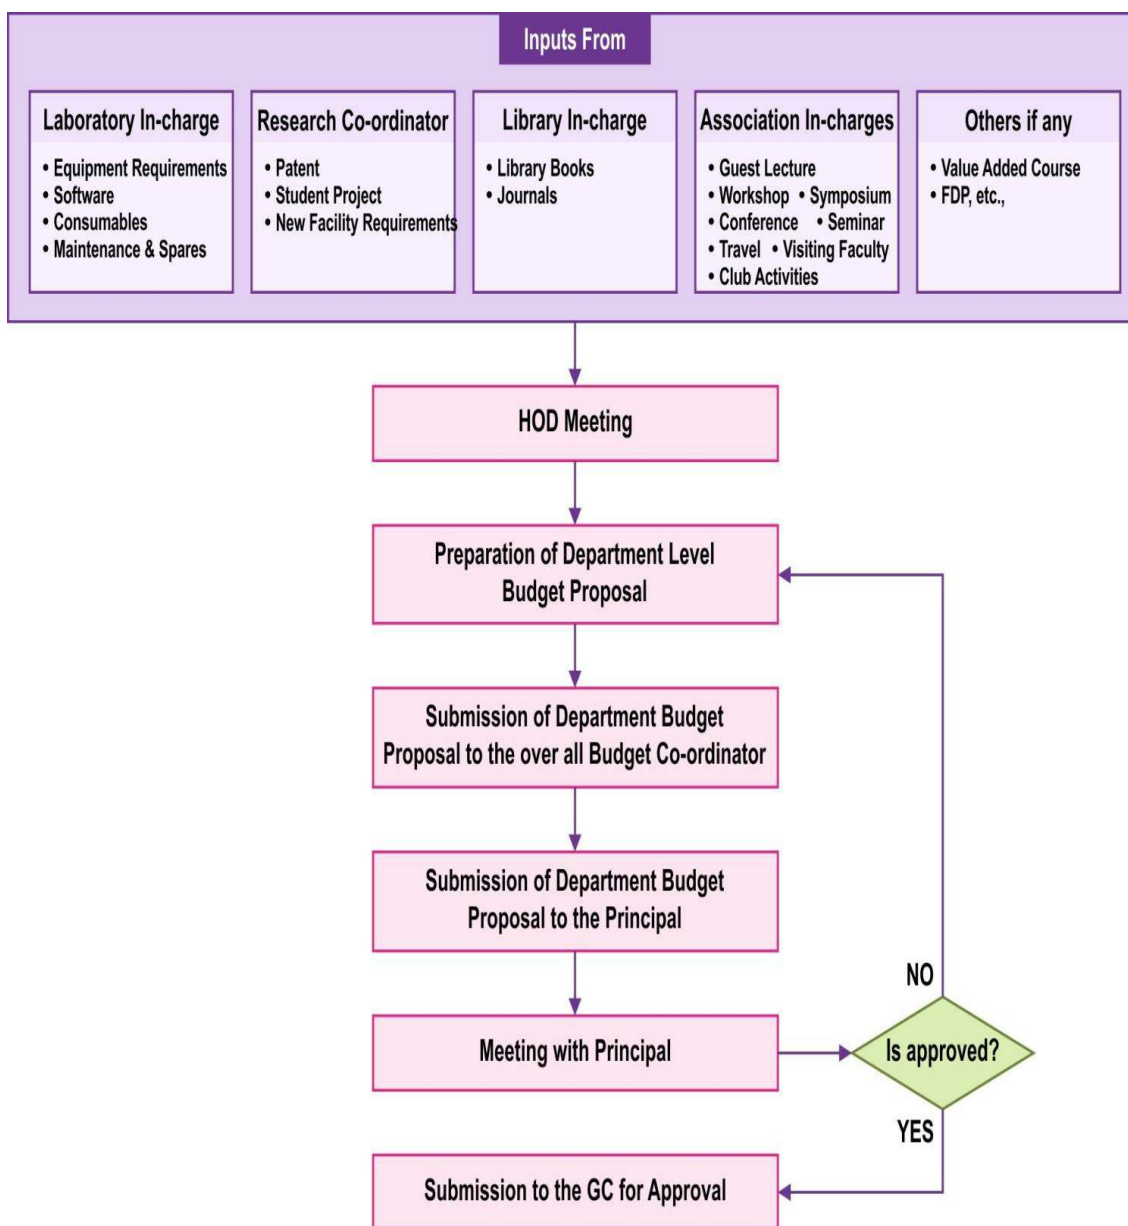 Inputs From
Laboratory In-charge
• Equipment Requirements
• Software
• Consumables
• Maintenance & Spares
Research Co-ordinator
• Patent
• Student Project
• New Facility Requirements
Library In-charge
• Library Books
• Journals
Association In-charges
• Guest Lecture
• Workshop • Symposium
• Conference • Seminar
• Travel • Visiting Faculty
• Club Activities
Others if any
• Value Added Course
• FDP, etc.,
HOD Meeting
Preparation of Department Level
Budget Proposal
Submission of Department Budget
Proposal to the over all Budget Co-ordinator
Submission of Department Budget
Proposal to the Principal
Meeting with Principal
NO
Is approved?
YES
Submission to the GC for Approval